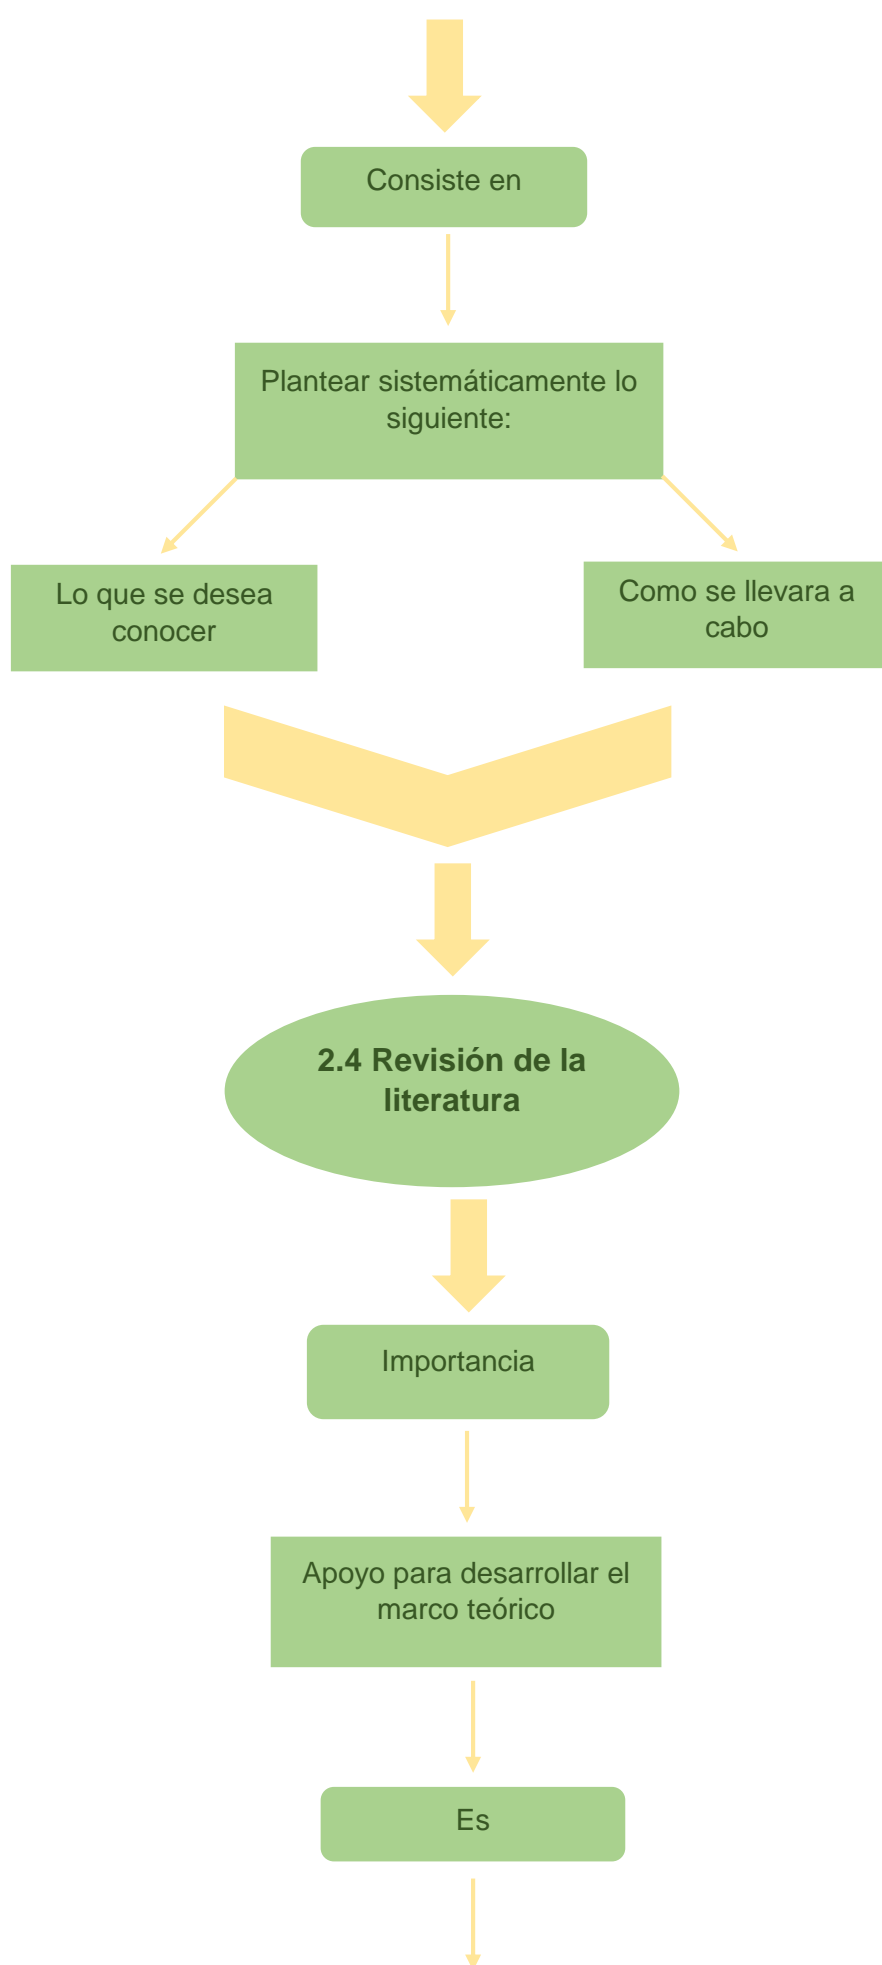 Consiste en
Plantear sistemáticamente lo
siguiente:
Lo que se desea
conocer
Como se llevara a
cabo
2.4 Revisión de la
literatura
Importancia
Apoyo para desarrollar el
marco teórico
Es